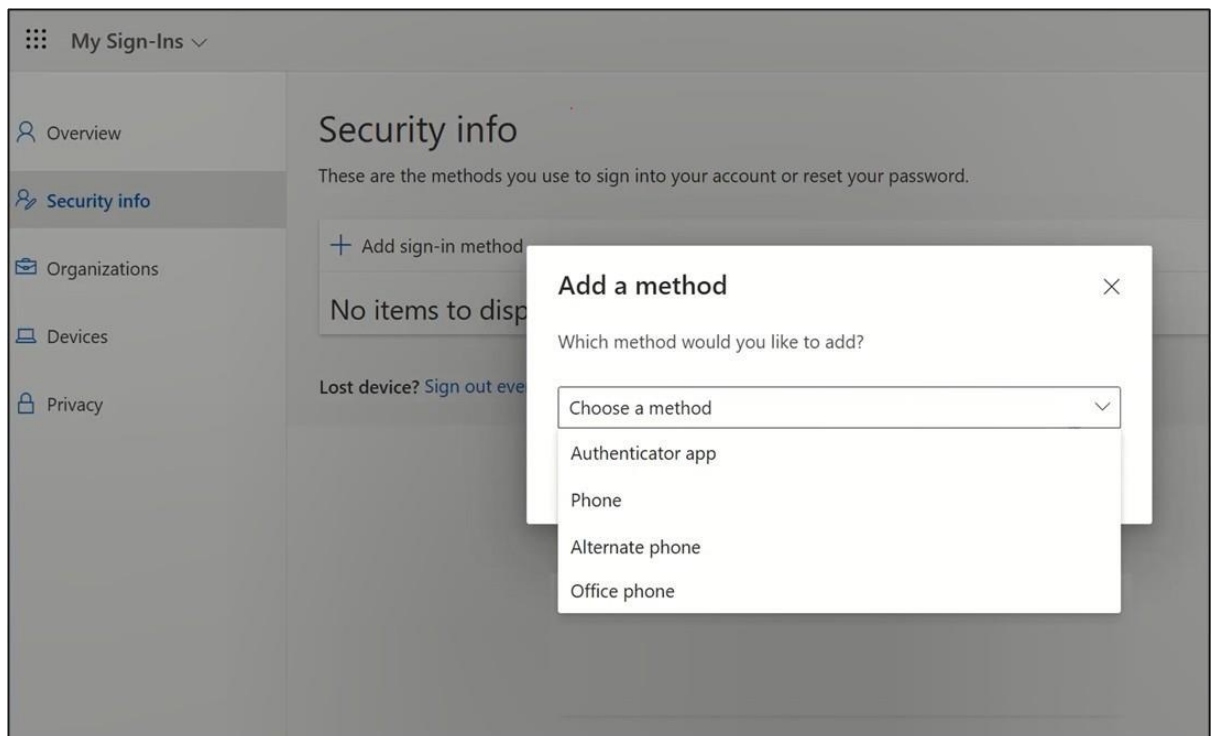 My Sign-Ins
Overview
Security info
Organizations
Devices
Privacy
Security info
These are the methods you use to sign into your account or reset your password.
Add sign-in method
No items to disp
Lost device? Sign out eve
Add a method
Which method would you like to add?
Choose a method
Authenticator app
Phone
Alternate phone
Office phone